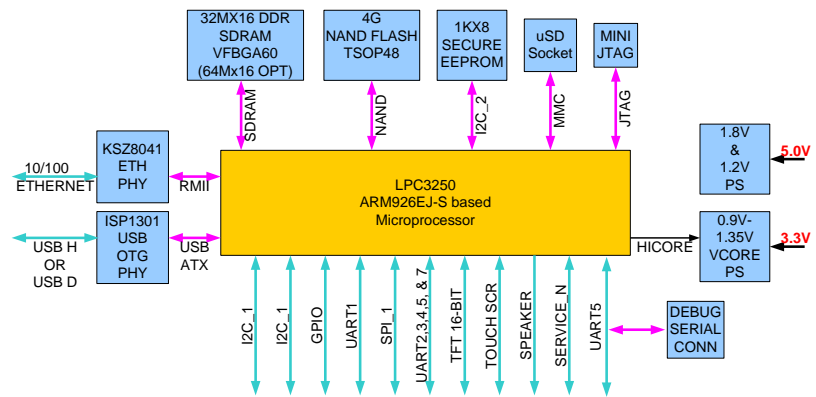 32MX16 DDR
SDRAM
VFBGA60
(64Mx16 OPT)
4G
NAND FLASH
TSOP48
1KX8
SECURE
EEPROM
uSD
Socket
MINI
JTAG
SDRAM
NAND
I2C_2
MMC
JTAG
KSZ8041
ETH
PHY
10/100
ETHERNET
RMII
LPC3250
ARM926EJ-S based
Microprocessor
1.8V
&
1.2V
PS
5.0V
ISP1301
USB
OTG
PHY
USB H
OR
USB D
USB
ATX
HICORE
0.9V-
1.35V
VCORE
PS
3.3V
I2C_1
I2C_1
GPIO
UART1
SPI_1
UART2,3,4,5, & 7
TFT 16-BIT
TOUCH SCR
SPEAKER
SERVICE_N
UART5
DEBUG
SERIAL
CONN